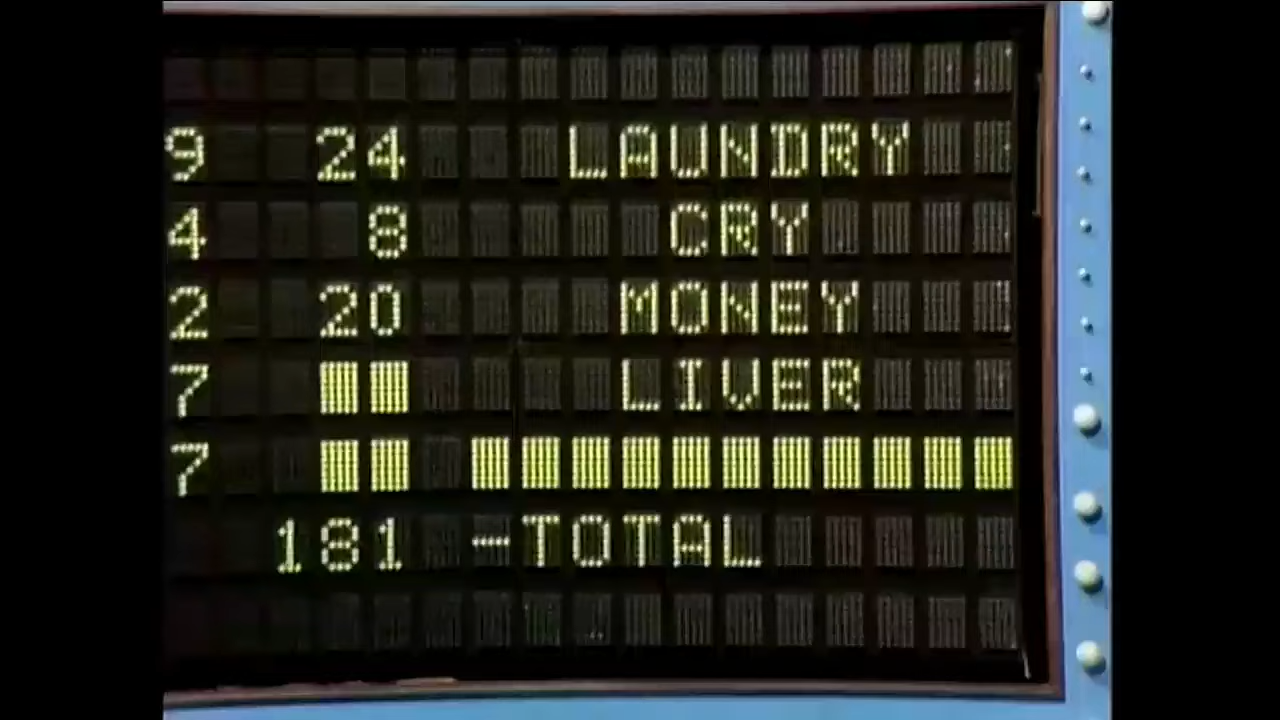 9 24 LAUNDRY
4 8 CRY
2 20 MONEY
7 LIVER
7
181 -TOTAL